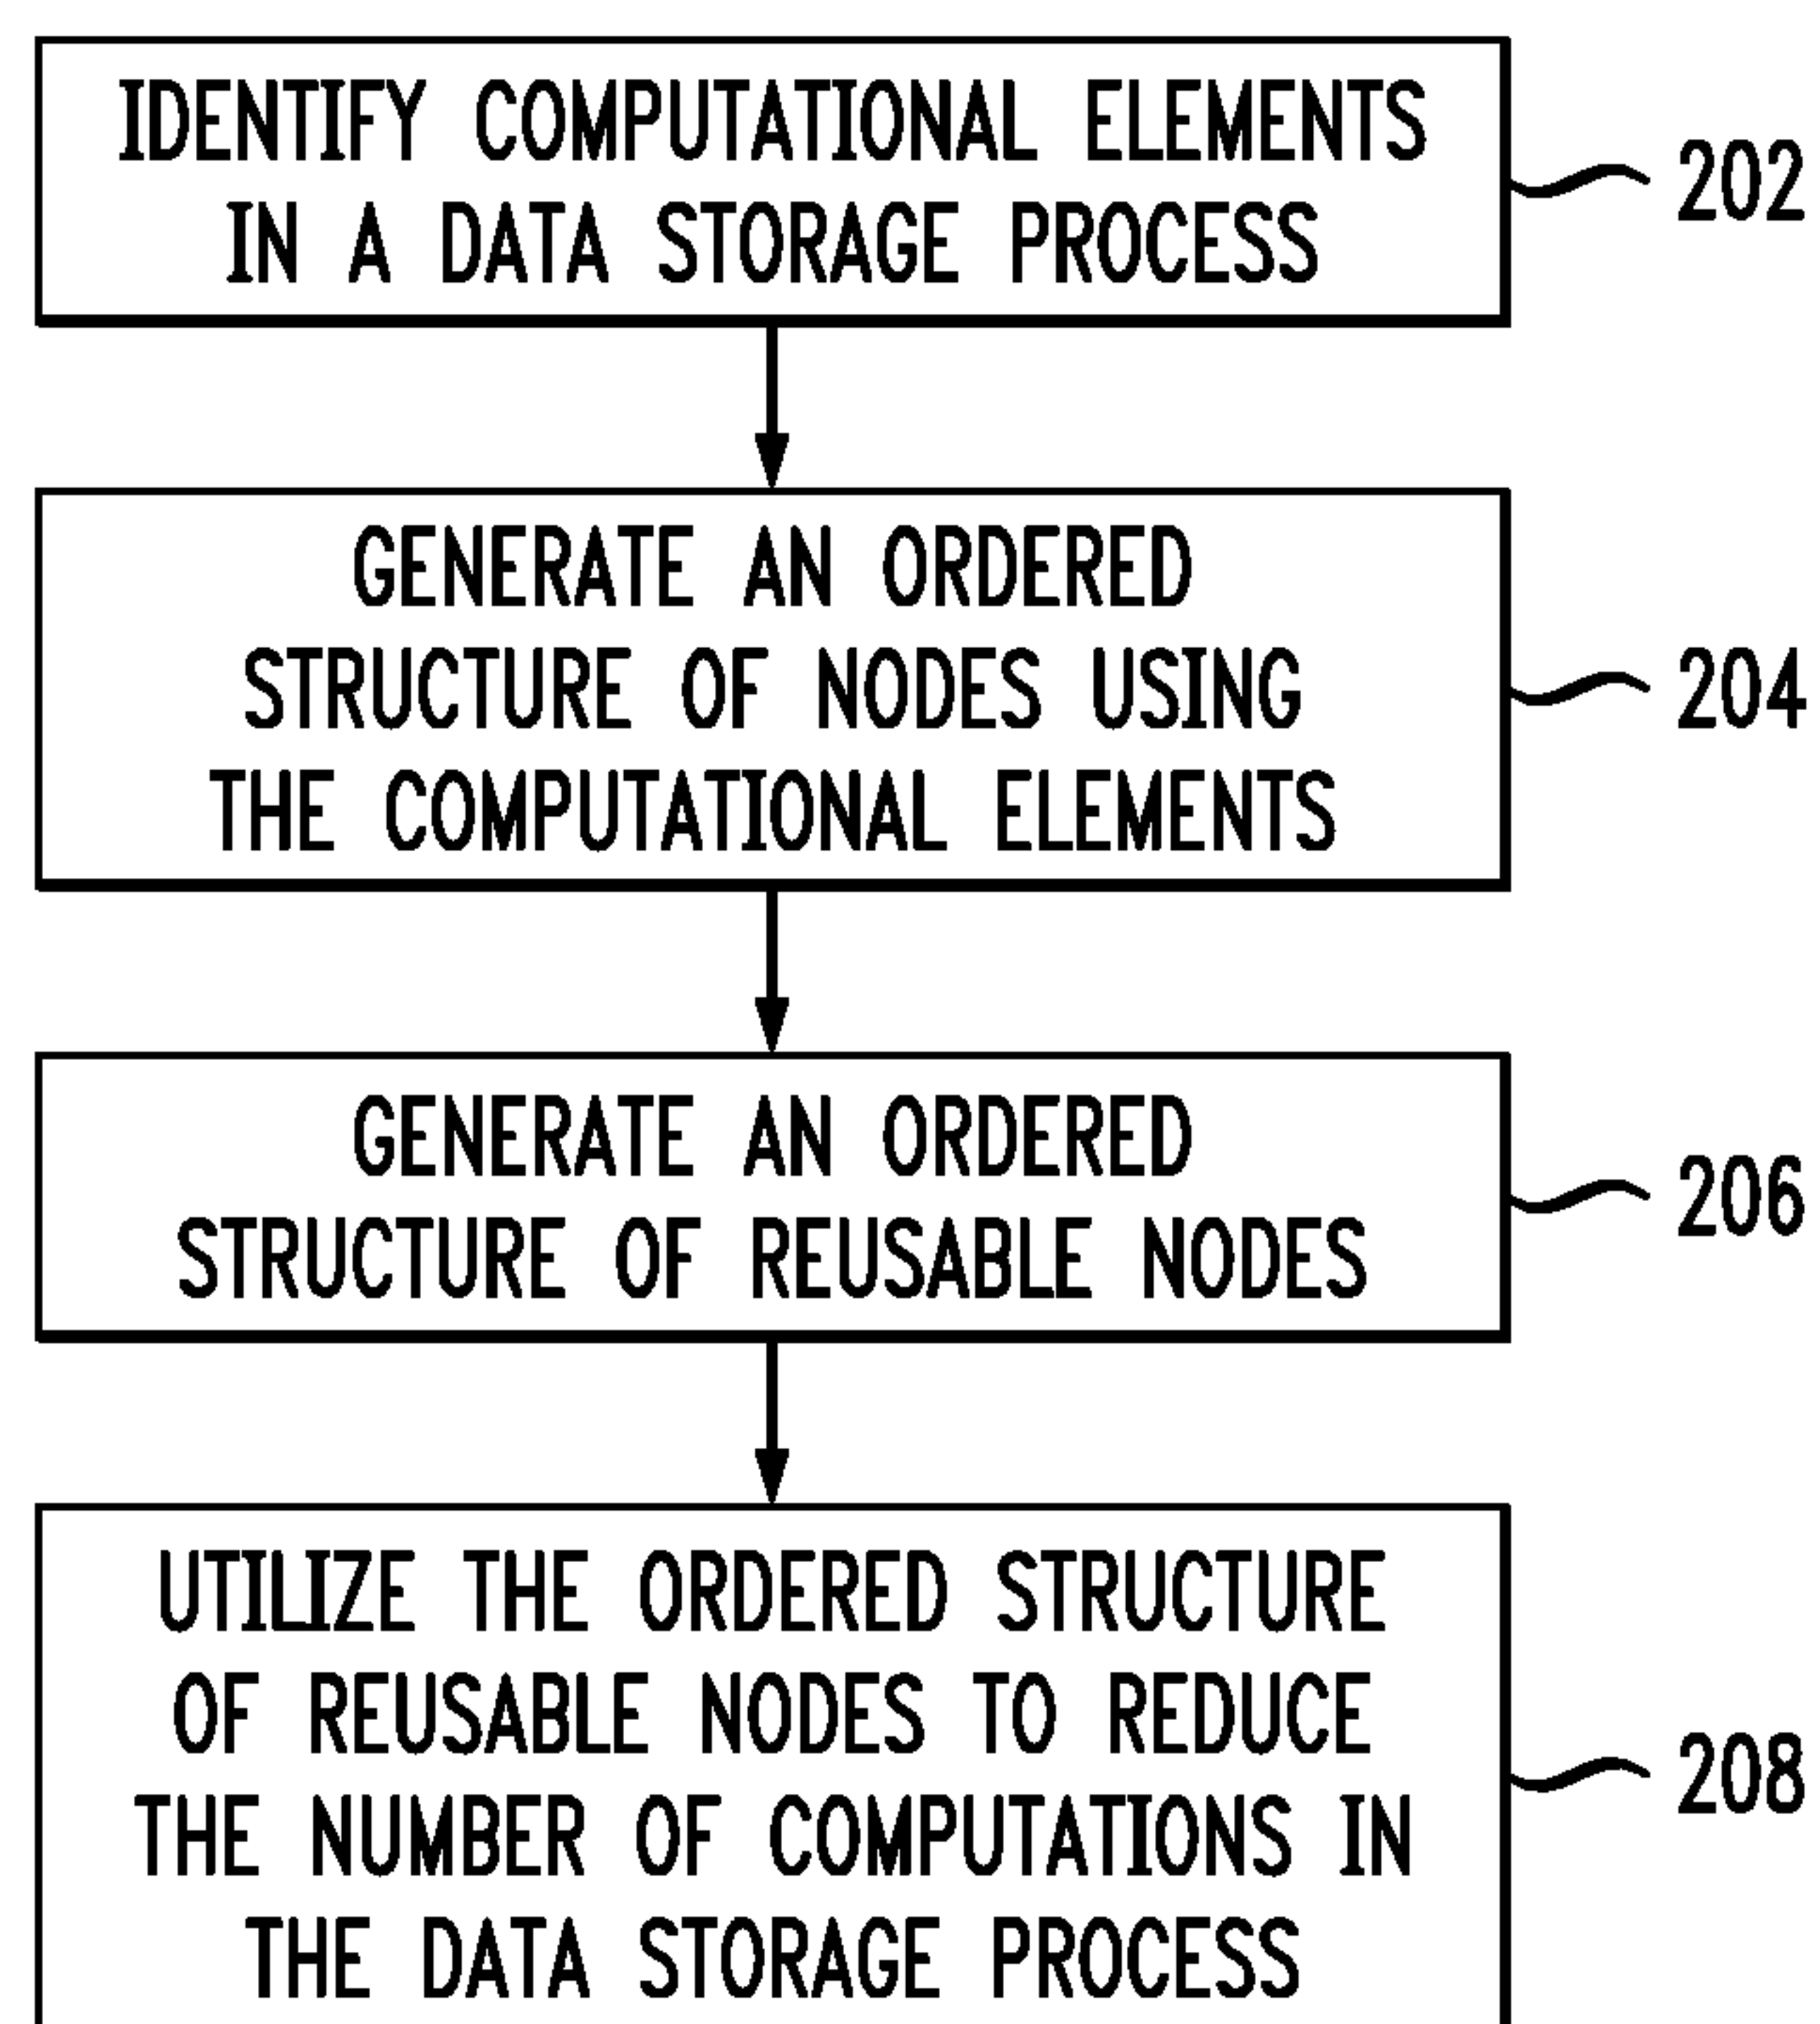 IDENTIFY COMPUTATIONAL ELEMENTS
IN A DATA STORAGE PROCESS
202
GENERATE AN ORDERED
STRUCTURE OF NODES USING
THE COMPUTATIONAL ELEMENTS
204
GENERATE AN ORDERED
STRUCTURE OF REUSABLE NODES
206
UTILIZE THE ORDERED STRUCTURE
OF REUSABLE NODES TO REDUCE
THE NUMBER OF COMPUTATIONS IN
THE DATA STORAGE PROCESS
208